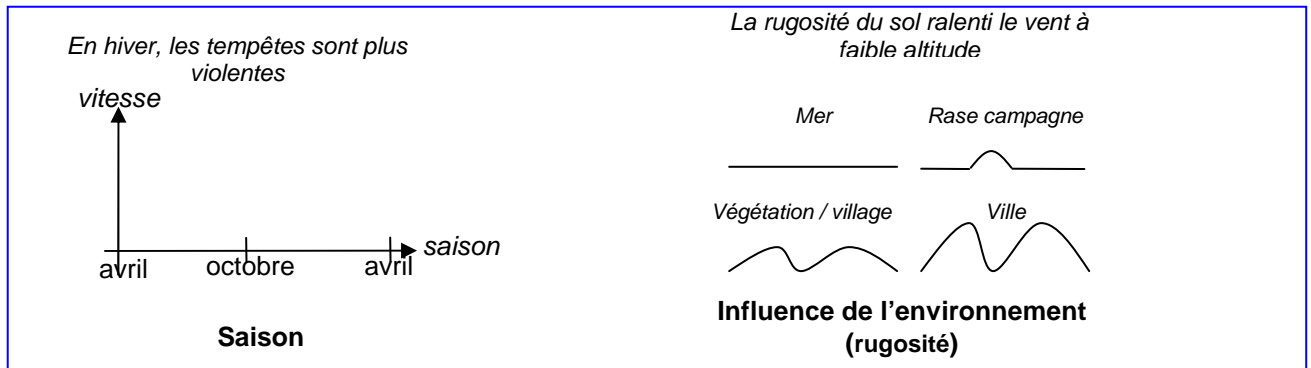 En hiver, les tempêtes sont plus
violentes
vitesse
saison
avril
octobre
avril
Saison
La rugosité du sol ralenti le vent à
faible altitude
Mer
Rase campagne
Végétation / village
Ville
Influence de l'environnement
(rugosité)